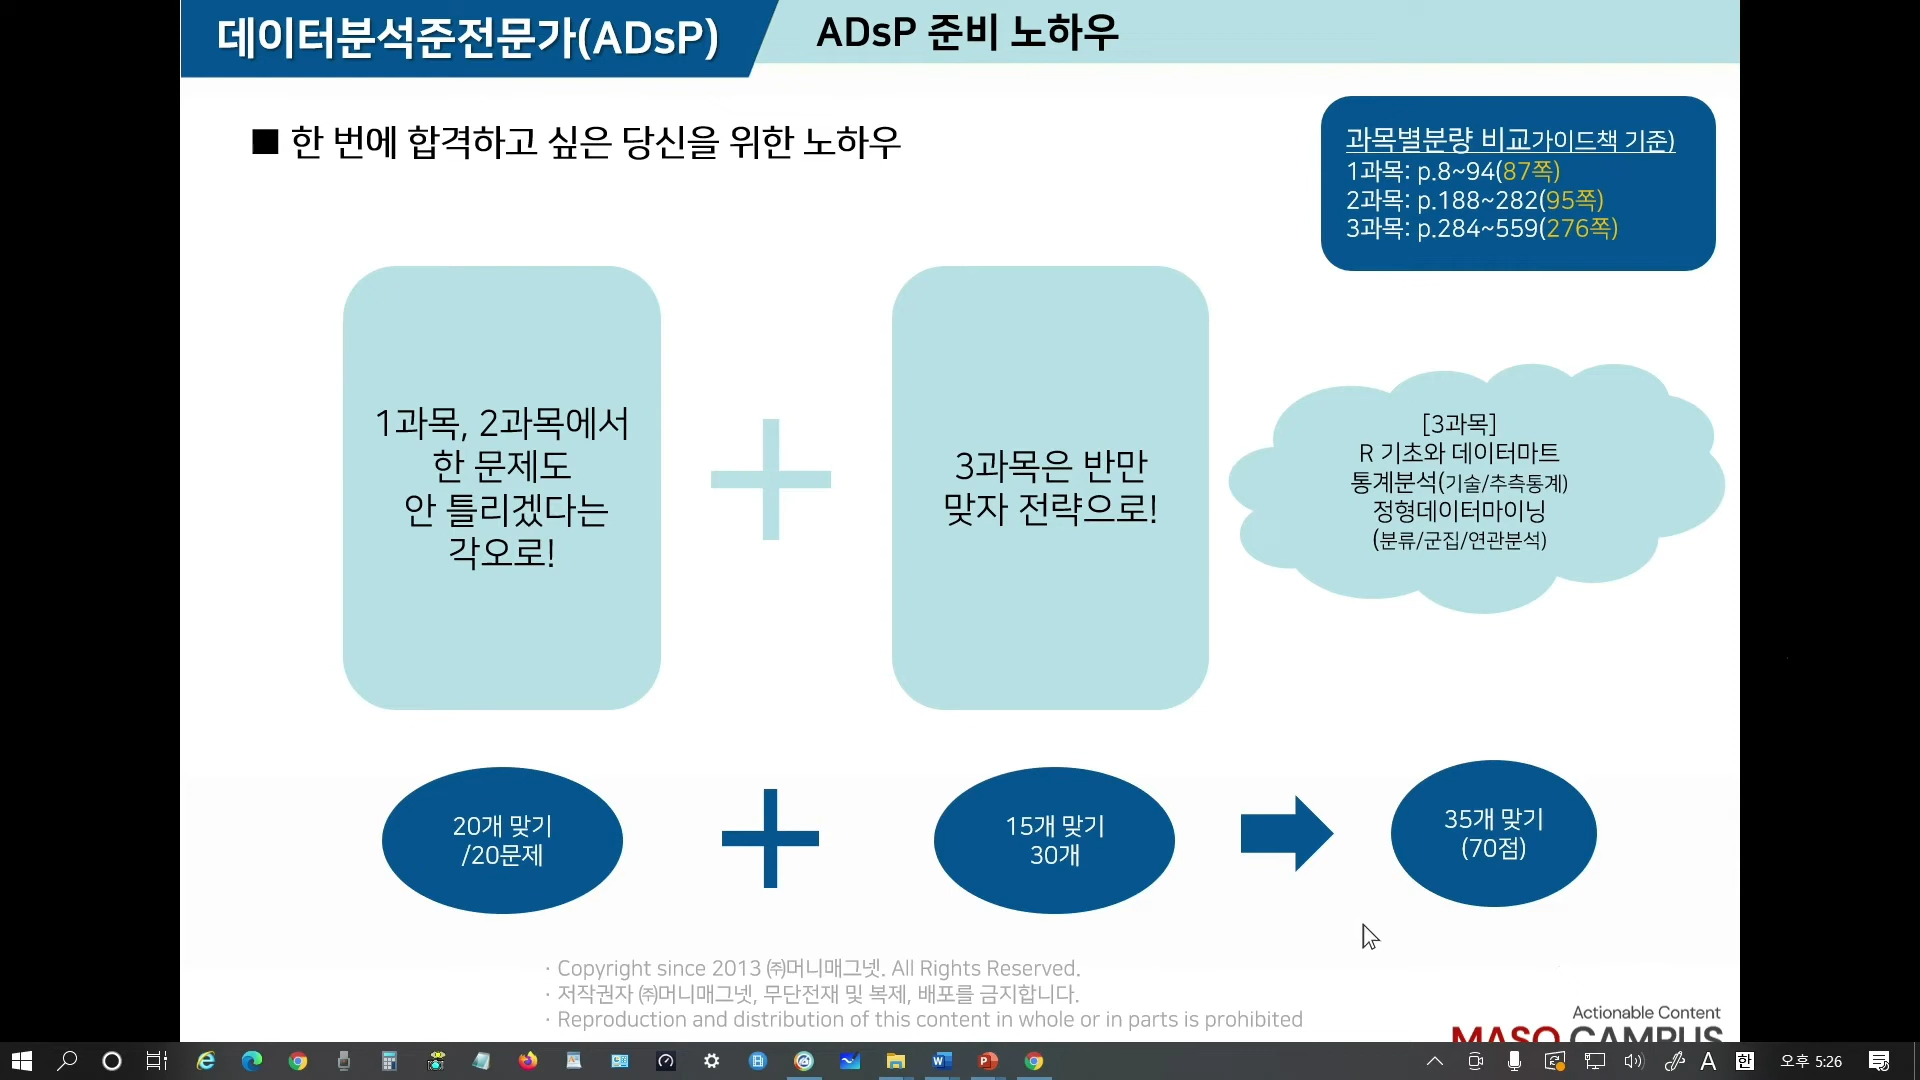 데이터분석준전문가(ADsP)
ADsP 준비 노하우
■ 한 번에 합격하고 싶은 당신을 위한 노하우
과목별분량 비교가이드책 기준)
1과목: p.8~94(87쪽)
2과목: p.188~282(95쪽)
3과목: p.284~559(276쪽)
1과목, 2과목에서
한 문제도
안 틀리겠다는
각오로!
3과목은 반만
맞자 전략으로!
[3과목]
R 기초와 데이터마트
통계분석(기술/추측통계)
정형데이터마이닝
(분류/군집/연관분석)
20개 맞기
/20문제
15개 맞기
30개
35개 맞기
(70점)
· Copyright since 2013 ㈜머니매그넷. All Rights Reserved.
· 저작권자 ㈜머니매그넷, 무단전재 및 복제, 배포를 금지합니다.
· Reproduction and distribution of this content in whole or in parts is prohibited
Actionable Content
MASO CAMPUS
A 한 오후 5:26